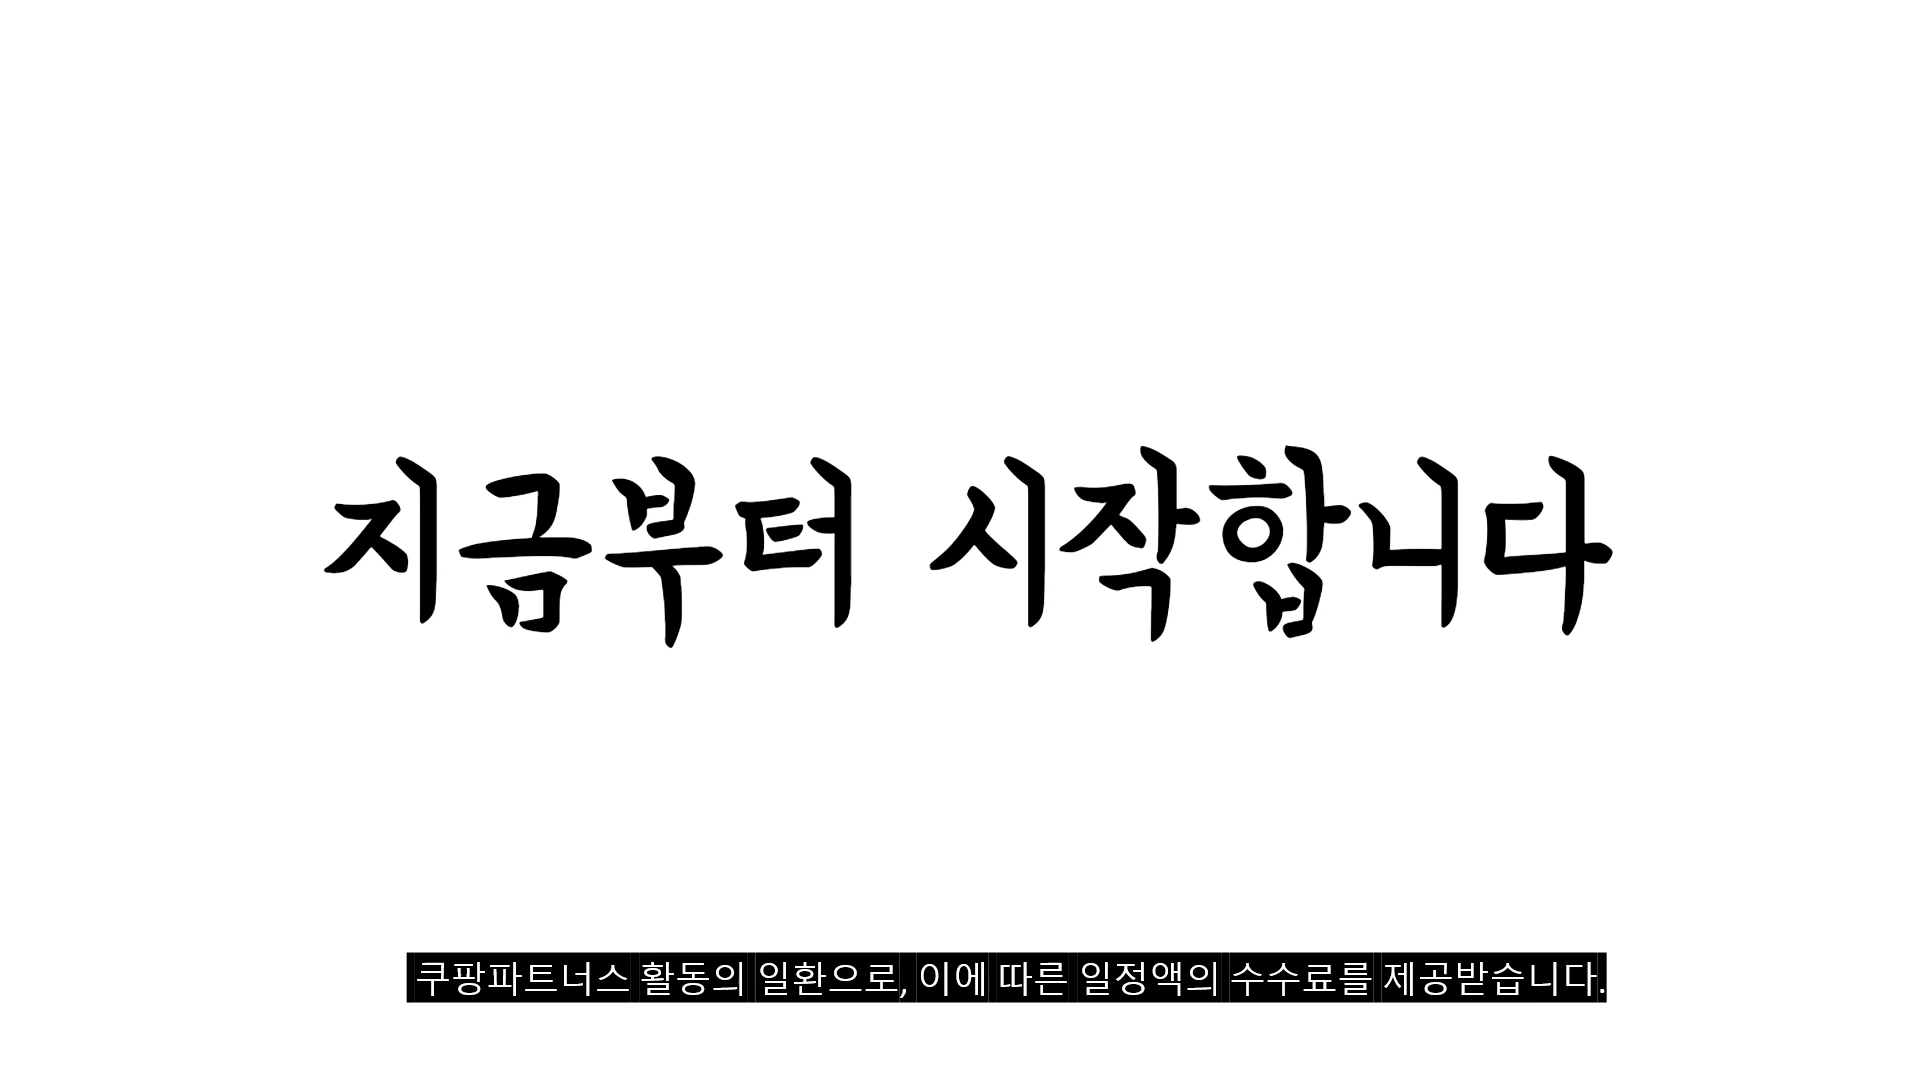 지금부터 시작합니다
쿠팡파트너스 활동의 일환으로, 이에 따른 일정액의 수수료를 제공받습니다.